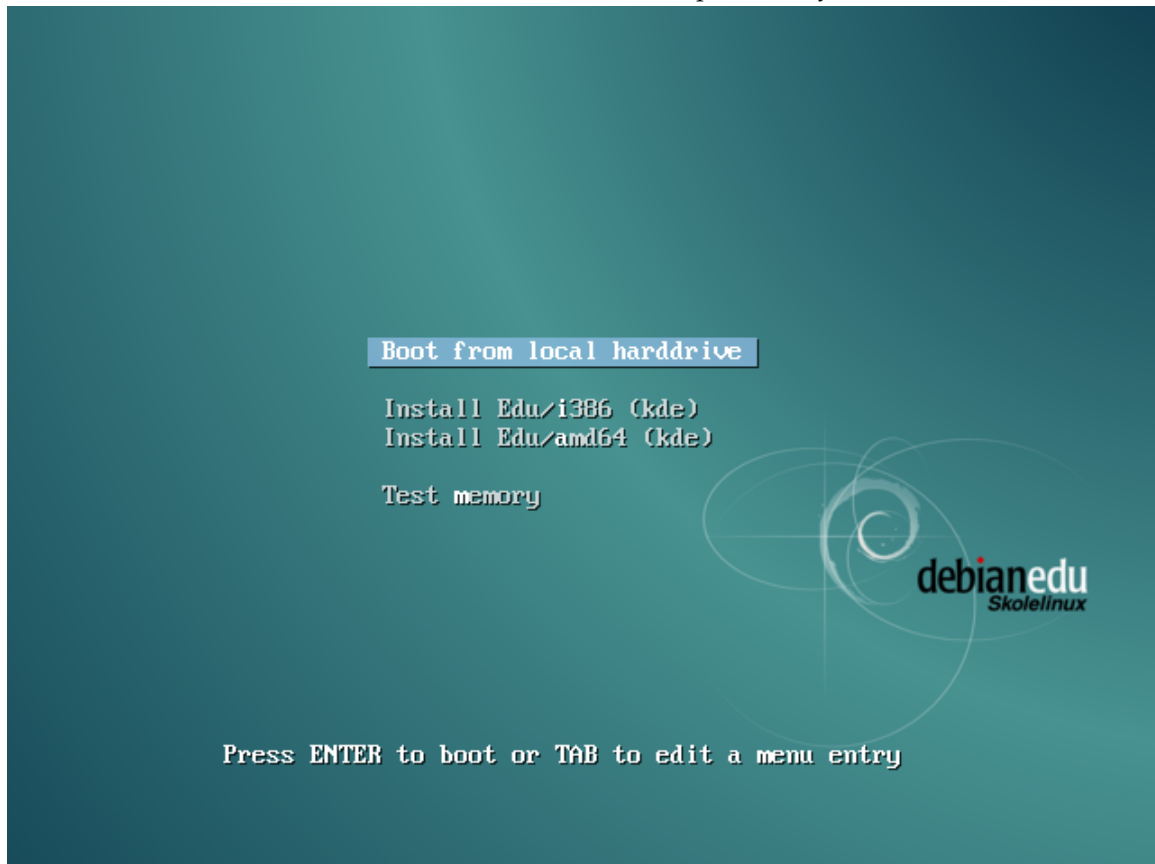 Boot from local harddrive
Install Edu/i386 (kde)
Install Edu/amd64 (kde)
Test memory
debianedu
Skolelinux
Press ENTER to boot or TAB to edit a menu entry